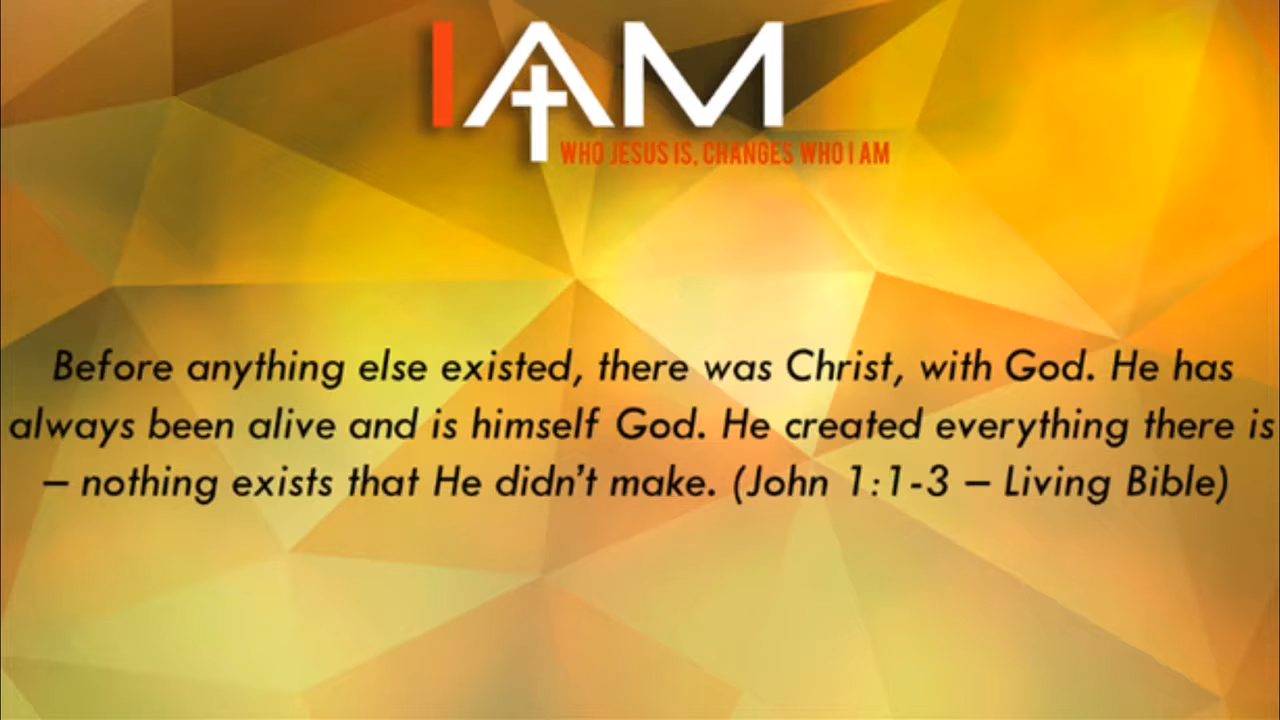 I AM
WHO JESUS IS, CHANGES WHO I AM
Before anything else existed, there was Christ, with God. He has
always been alive and is himself God. He created everything there is
– nothing exists that He didn’t make. (John 1:1-3 – Living Bible)